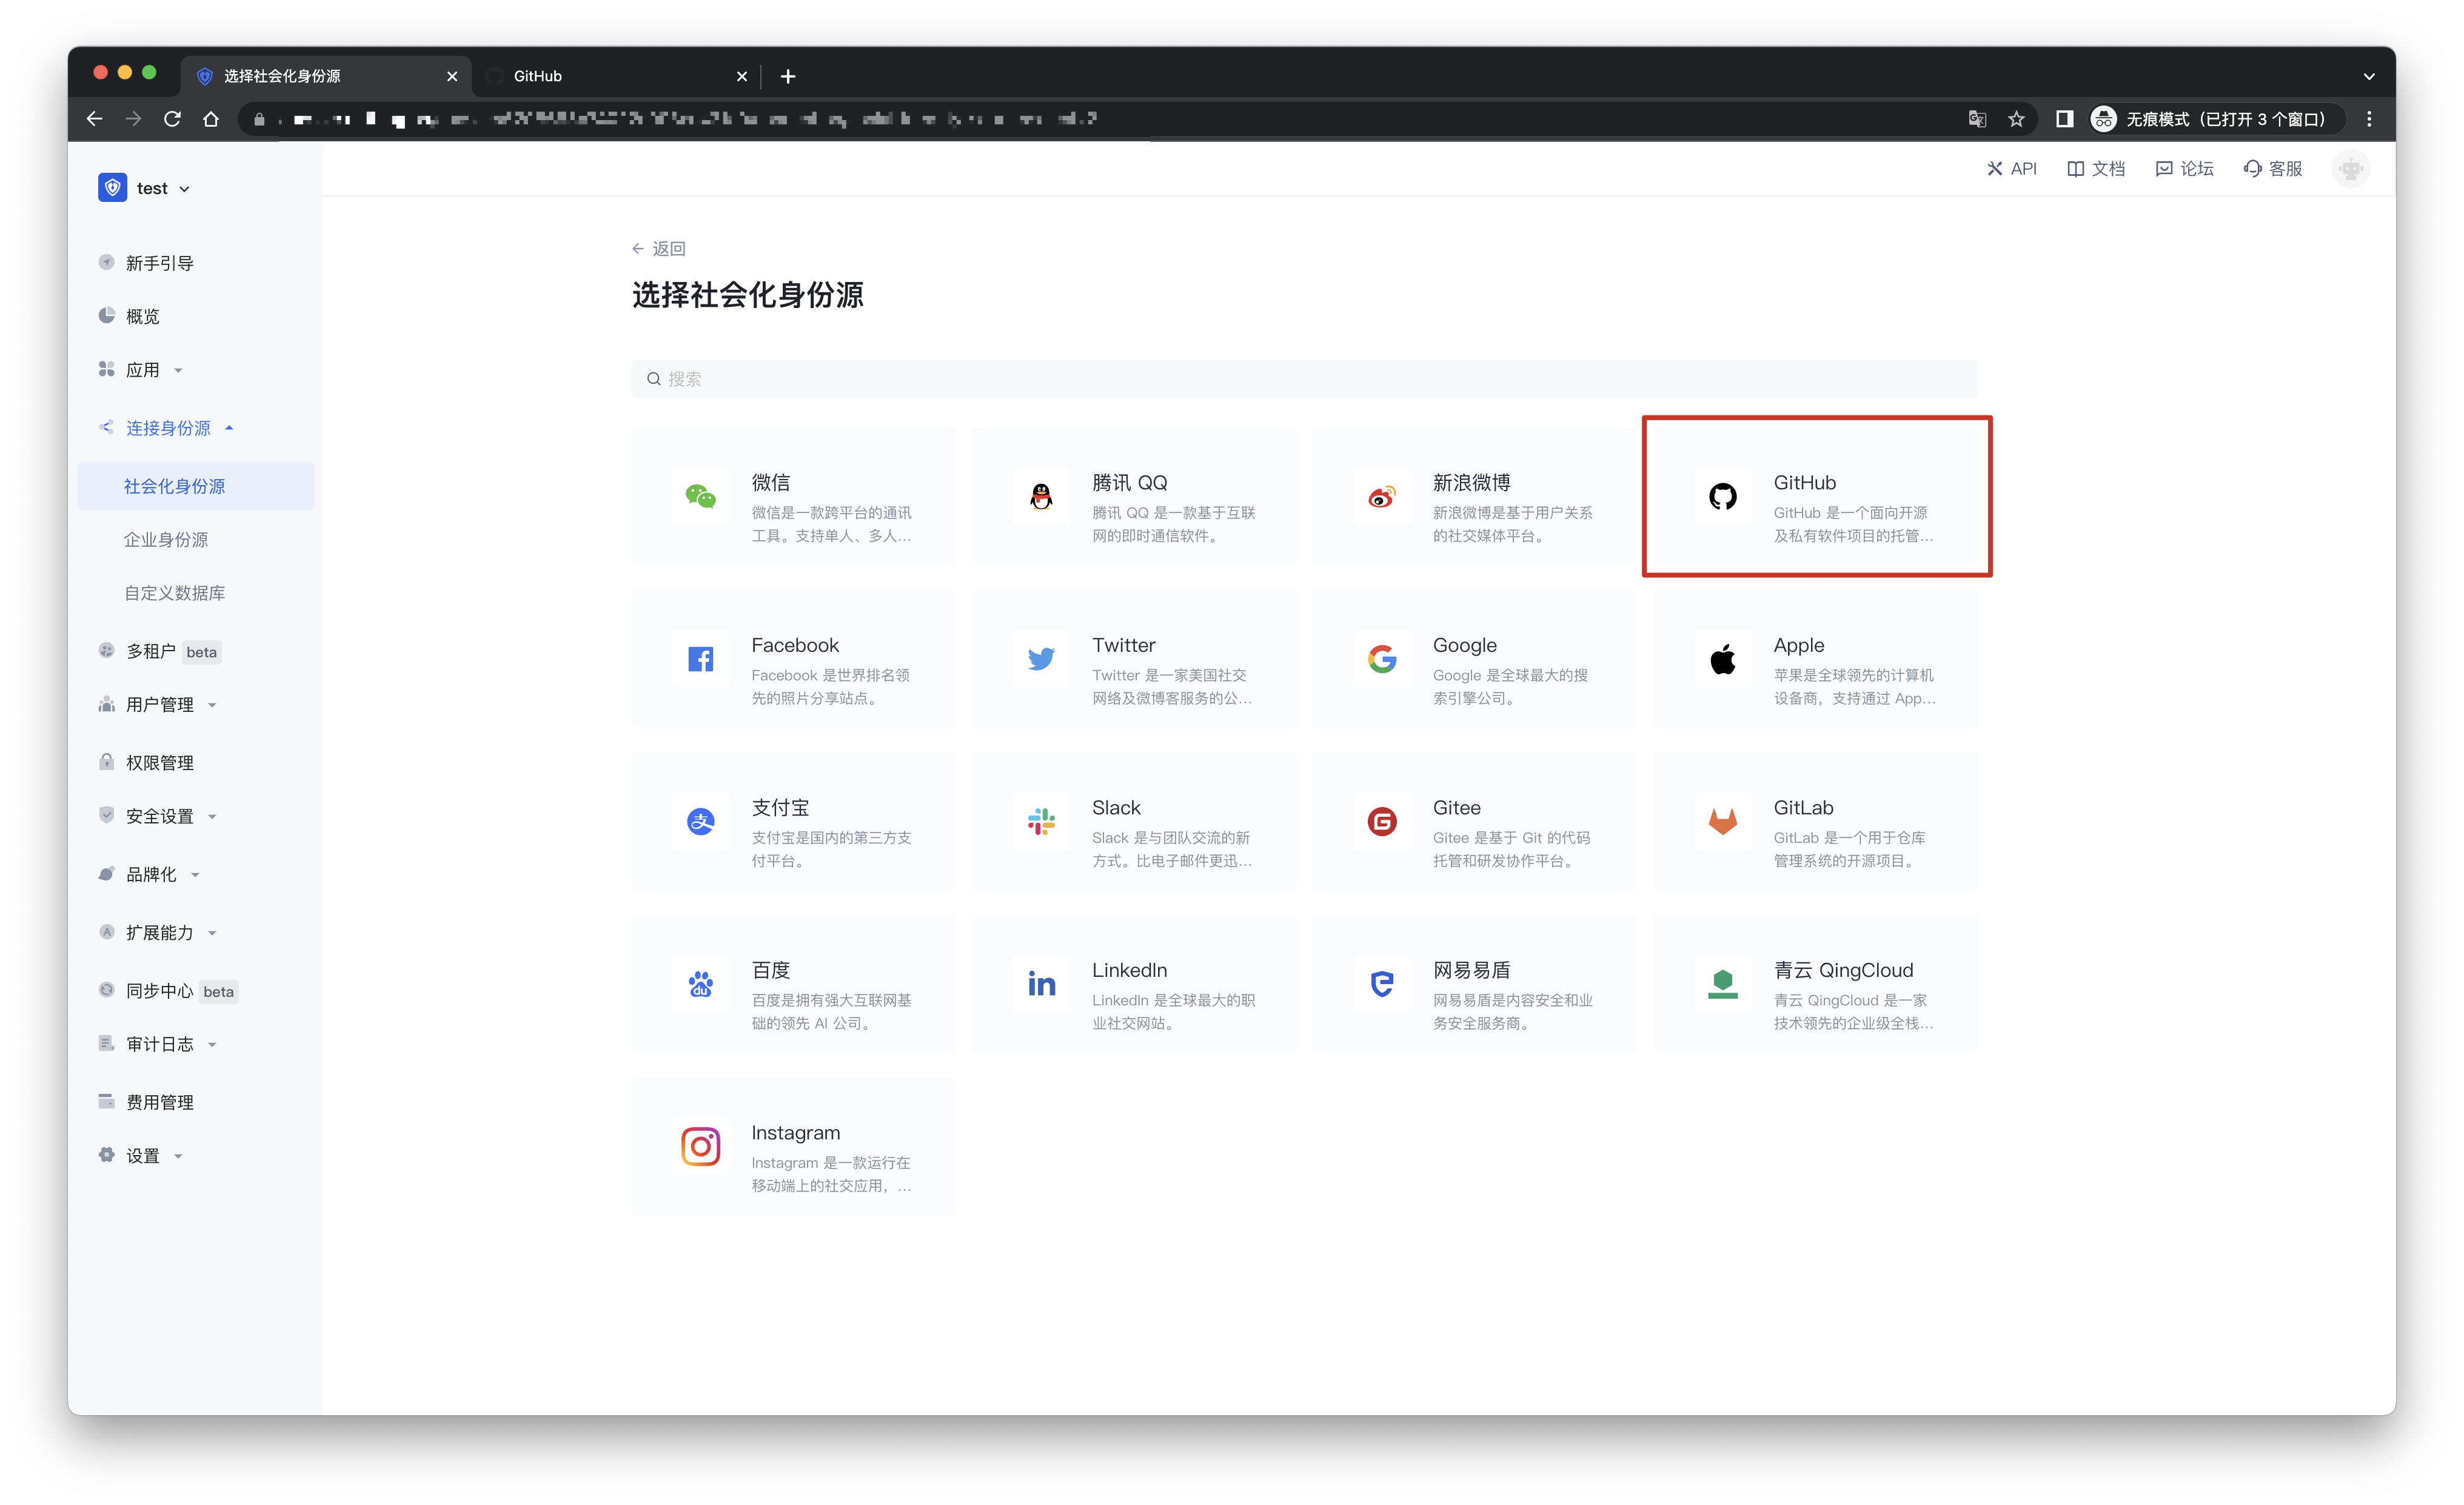 选择社会化身份源
GitHub
无痕模式（已打开 3 个窗口）
test
API
文档
论坛
客服
新手引导
概览
应用
连接身份源
社会化身份源
企业身份源
自定义数据库
多租户 beta
用户管理
权限管理
安全设置
品牌化
扩展能力
同步中心 beta
审计日志
费用管理
设置
返回
选择社会化身份源
搜索
微信
微信是一款跨平台的通讯
工具。支持单人、多人...
腾讯 QQ
腾讯 QQ 是一款基于互联
网的即时通信软件。
新浪微博
新浪微博是基于用户关系
的社交媒体平台。
GitHub
GitHub 是一个面向开源
及私有软件项目的托管...
Facebook
Facebook 是世界排名领
先的照片分享站点。
Twitter
Twitter 是一家美国社交
网络及微博客服务的公...
Google
Google 是全球最大的搜
索引擎公司。
Apple
苹果是全球领先的计算机
设备商，支持通过 App...
支付宝
支付宝是国内的第三方支
付平台。
Slack
Slack 是与团队交流的新
方式。比电子邮件更迅...
Gitee
Gitee 是基于 Git 的代码
托管和研发协作平台。
GitLab
GitLab 是一个用于仓库
管理系统的开源项目。
百度
百度是拥有强大互联网基
础的领先 AI 公司。
LinkedIn
LinkedIn 是全球最大的职
业社交网站。
网易易盾
网易易盾是内容安全和业
务安全服务商。
青云 QingCloud
青云 QingCloud 是一家
技术领先的企业级全栈...
Instagram
Instagram 是一款运行在
移动端上的社交应用，...